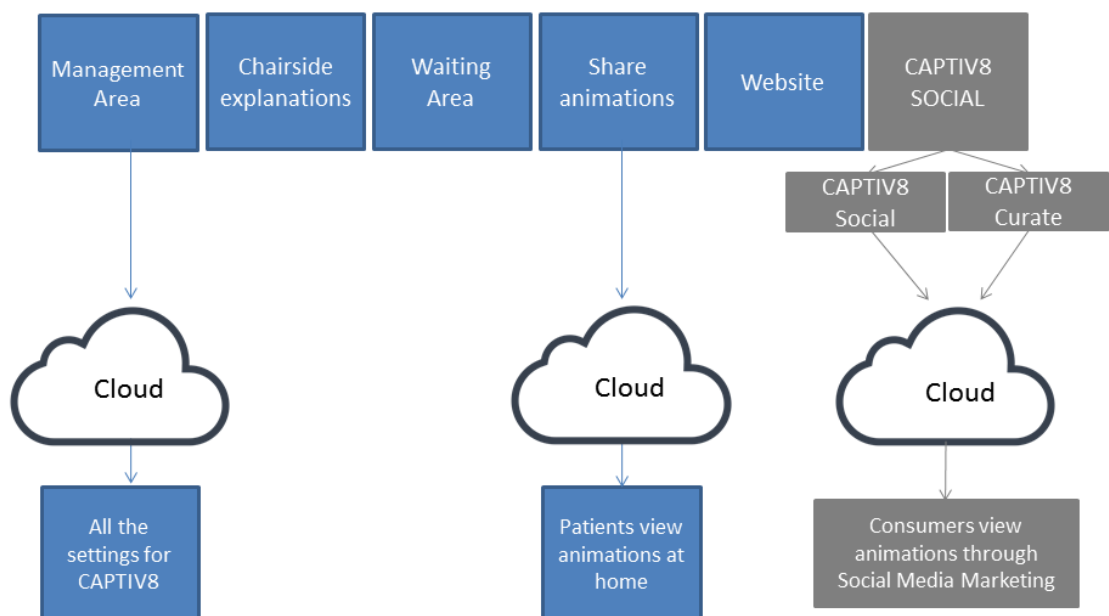 Management
Area
Chairside
explanations
Waiting
Area
Share
animations
Website
CAPTIV8
SOCIAL
CAPTIV8
Social
CAPTIV8
Curate
Cloud
Cloud
Cloud
All the
settings for
CAPTIV8
Patients view
animations at
home
Consumers view
animations through
Social Media Marketing